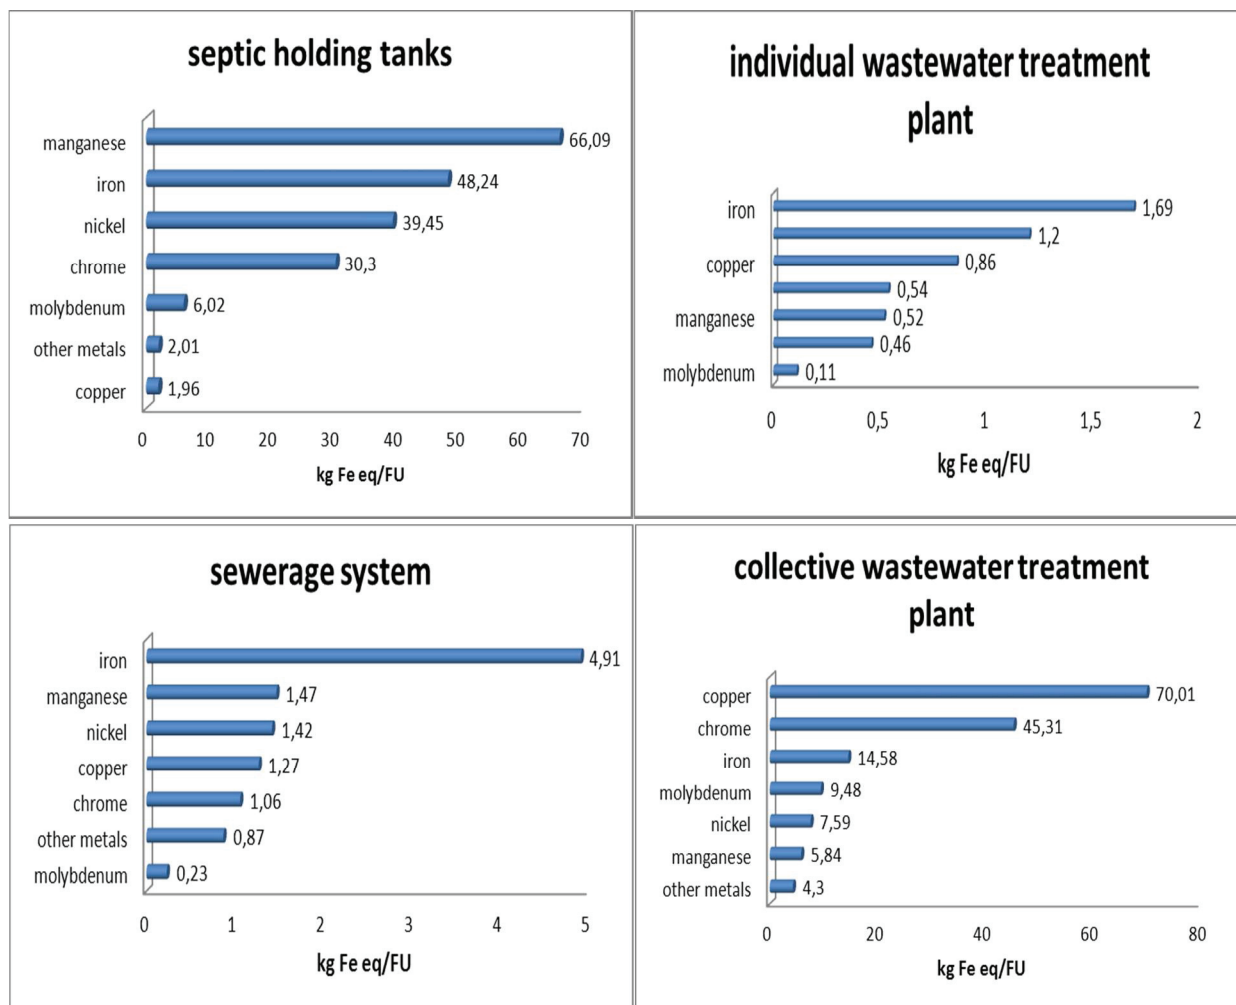 septic holding tanks
manganese 66,09
iron 48,24
nickel 39,45
chrome 30,3
molybdenum 6,02
other metals 2,01
copper 1,96
0 10 20 30 40 50 60 70
kg Fe eq/FU
individual wastewater treatment
plant
iron 1,69
1,2
copper 0,86
0,54
manganese 0,52
0,46
molybdenum 0,11
0 0,5 1 1,5 2
kg Fe eq/FU
sewerage system
iron 4,91
manganese 1,47
nickel 1,42
copper 1,27
chrome 1,06
other metals 0,87
molybdenum 0,23
0 1 2 3 4 5
kg Fe eq/FU
collective wastewater treatment
plant
copper 70,01
chrome 45,31
iron 14,58
molybdenum 9,48
nickel 7,59
manganese 5,84
other metals 4,3
0 20 40 60 80
kg Fe eq/FU